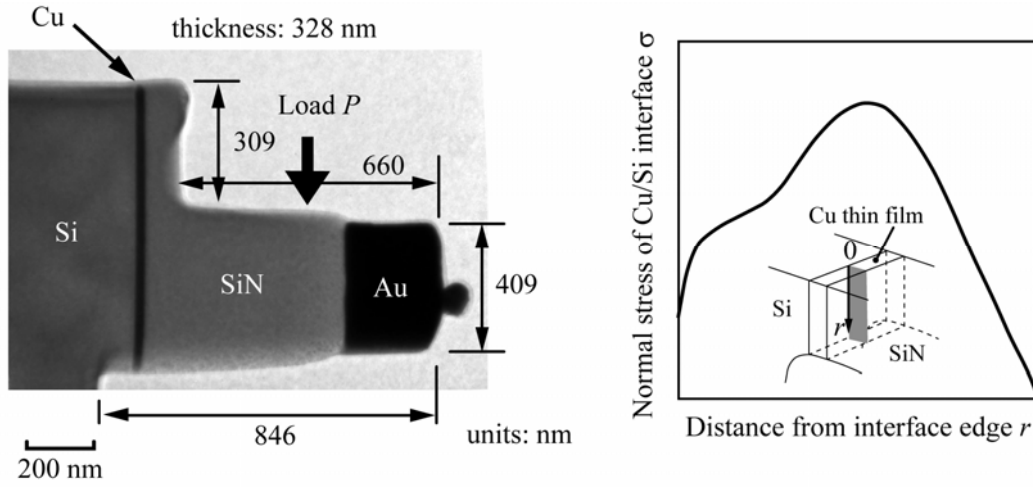 Cu
thickness: 328 nm
Load P
309
660
Si
SiN
Au
409
846
units: nm
200 nm
Normal stress of Cu/Si interface σ
Cu thin film
0
Si
r
SiN
Distance from interface edge r